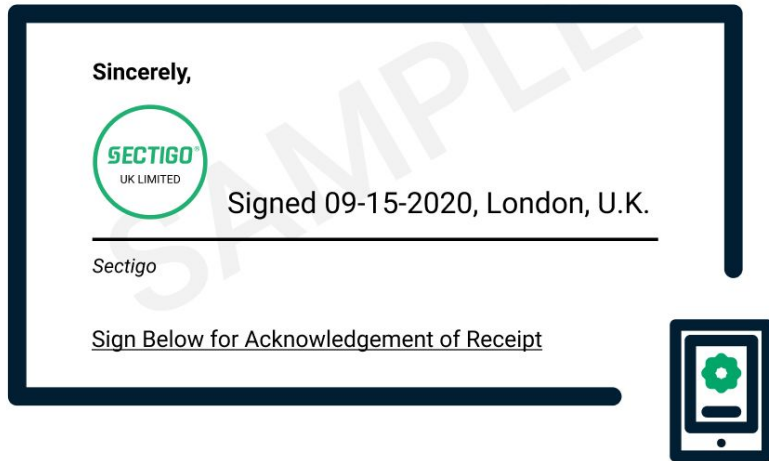 SAMPLE
Sincerely,
SECTIGO®
UK LIMITED
Signed 09-15-2020, London, U.K.
Sectigo
Sign Below for Acknowledgement of Receipt